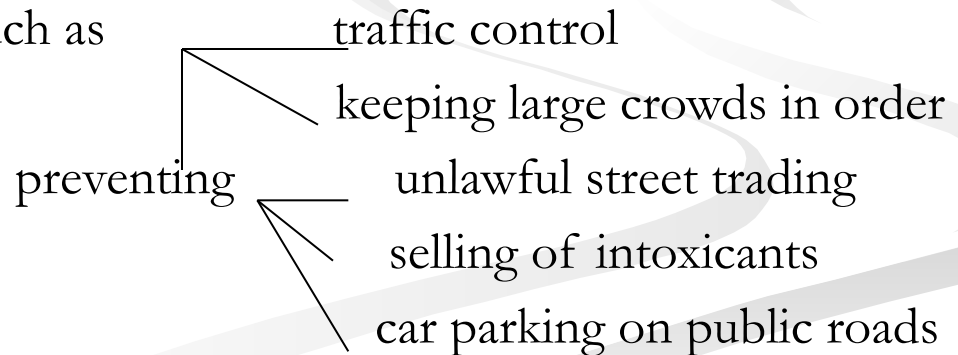 as traffic control
keeping large crowds in order
preventing unlawful street trading
selling of intoxicants
car parking on public roads